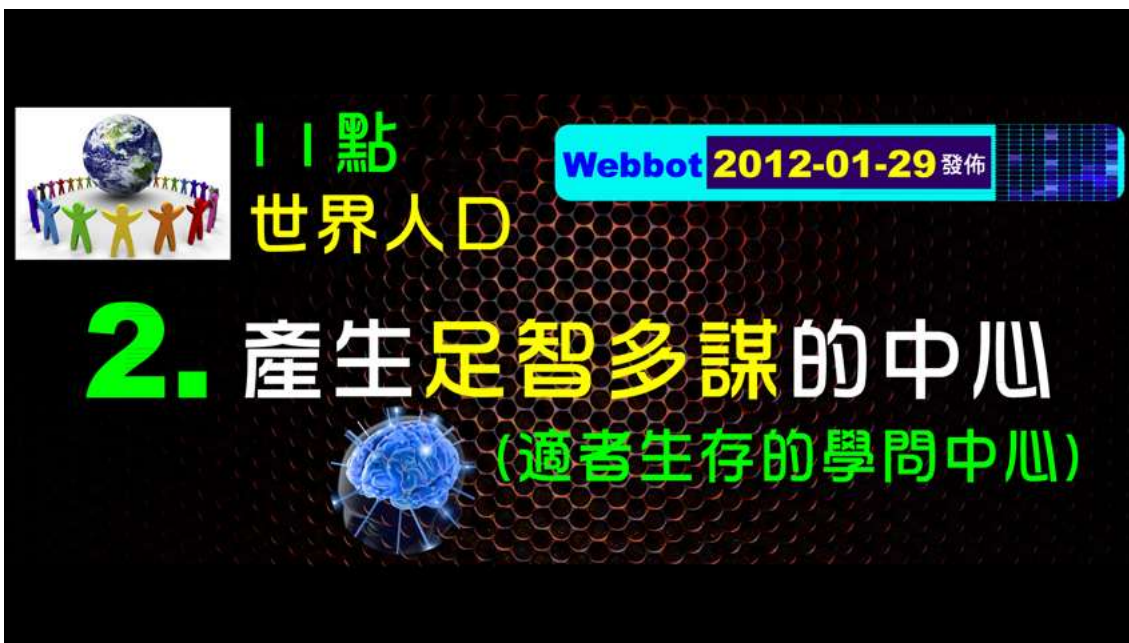 11點
世界人口
Webbot 2012-01-29 發佈
2. 產生足智多謀的中心
(適者生存的學問中心)